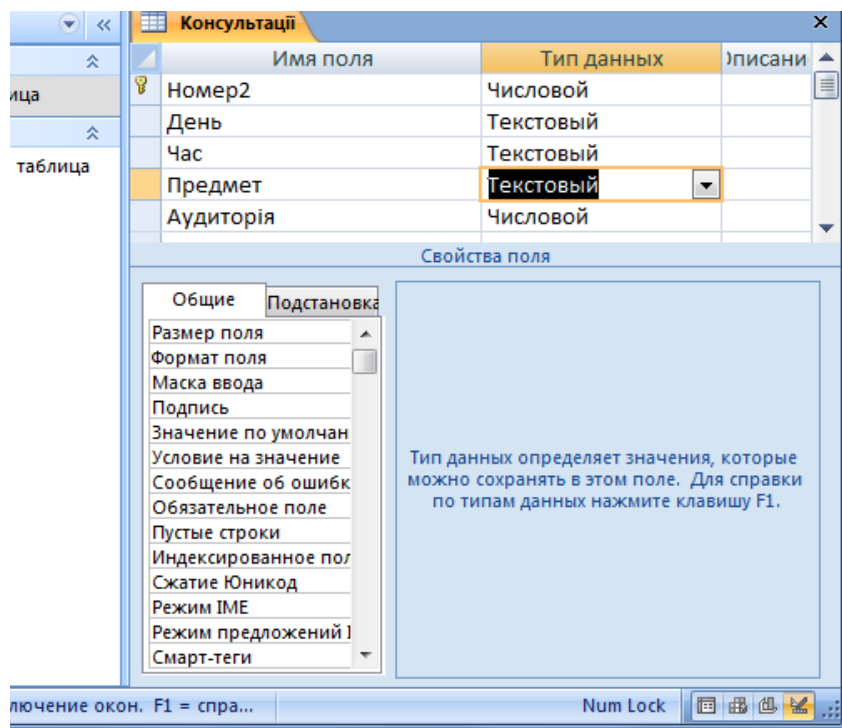 Консультації
Имя поля Тип данных Описани
ица
Номер2 Числовой
День Текстовый
Час Текстовый
таблица
Предмет Текстовый
Аудиторія Числовой
Свойства поля
Общие Подстановка
Размер поля
Формат поля
Маска ввода
Подпись
Значение по умолчан
Условие на значение
Сообщение об ошибк
Обязательное поле
Пустые строки
Индексированное пол
Сжатие Юникод
Режим IME
Режим предложений I
Смарт-теги
Тип данных определяет значения, которые
можно сохранять в этом поле. Для справки
по типам данных нажмите клавишу F1.
лючение окон. F1 = спра... Num Lock